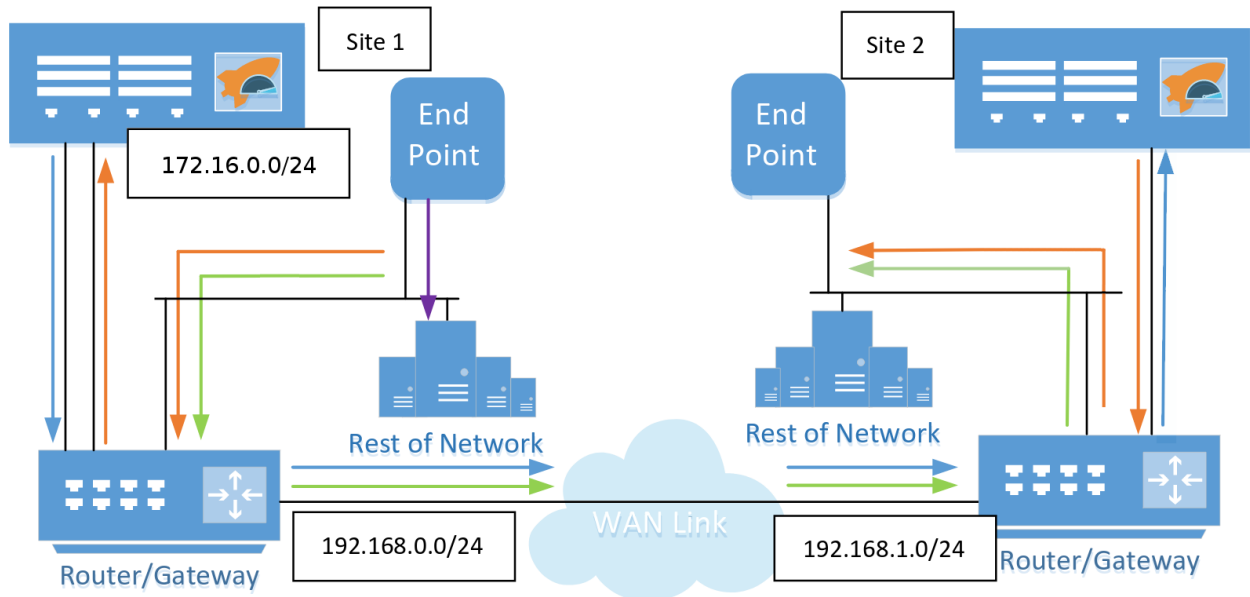 Site 1
Site 2
End
Point
End
Point
172.16.0.0/24
Rest of Network
Rest of Network
WAN Link
192.168.0.0/24
192.168.1.0/24
Router/Gateway
Router/Gateway